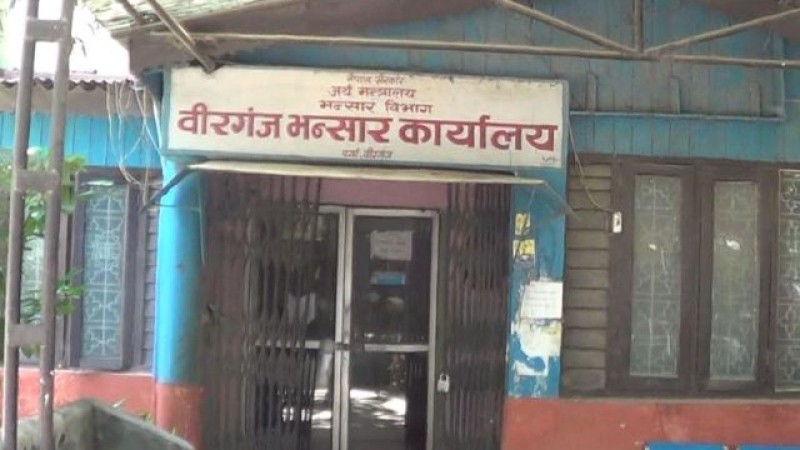 नेपाल सरकार
अर्थ मन्त्रालय
भन्सार विभाग
वीरगंज भन्सार कार्यालय
पर्सा, वीरगंज